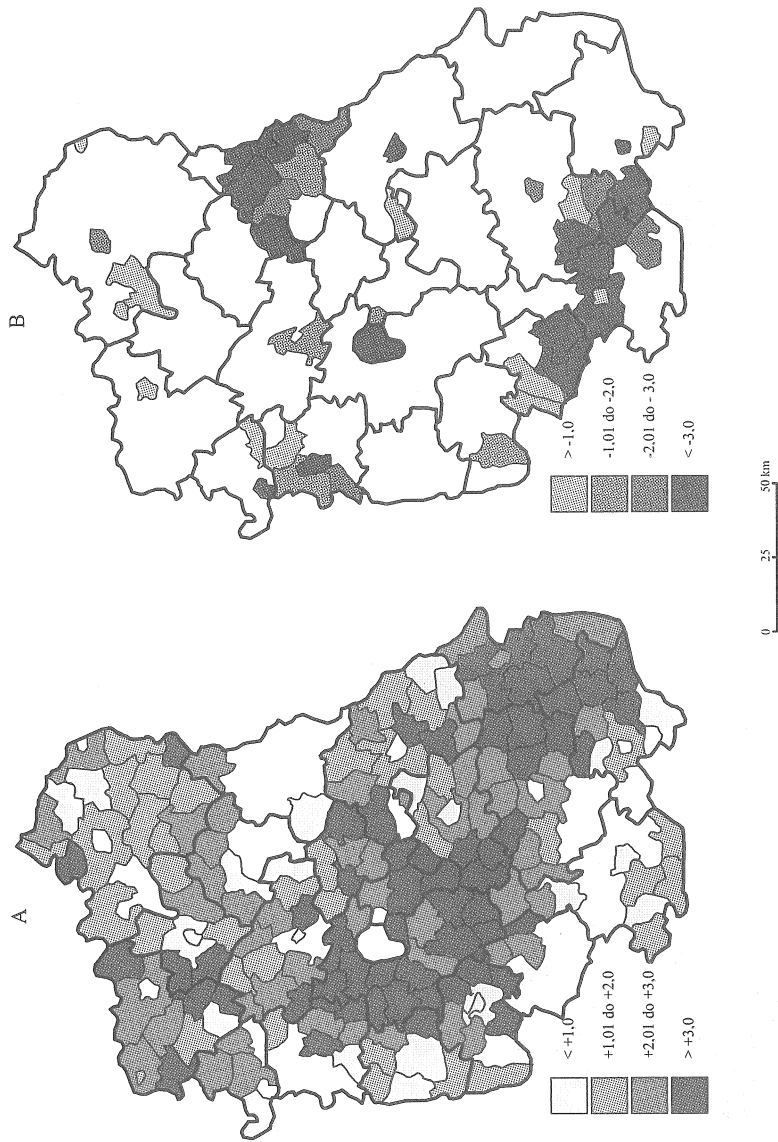 A
< +1,0
+1,01 do +2,0
+2,01 do +3,0
> +3,0
B
> -1,0
-1,01 do -2,0
-2,01 do - 3,0
< -3,0
0
25
50 km